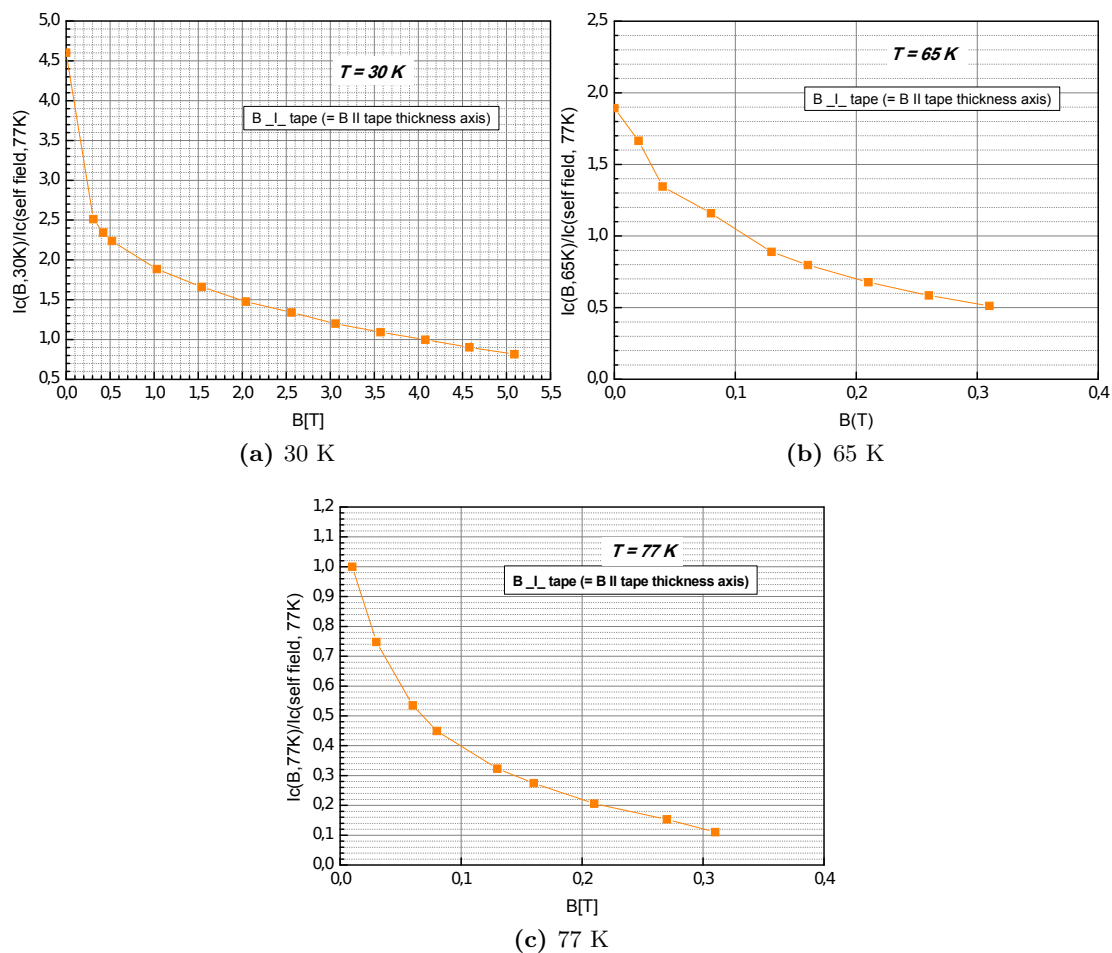 Ic(B,30K)/Ic(self field,77K)
5,0
4,5
4,0
3,5
3,0
2,5
2,0
1,5
1,0
0,5
T = 30 K
B _I_ tape (= B II tape thickness axis)
0,0 0,5 1,0 1,5 2,0 2,5 3,0 3,5 4,0 4,5 5,0 5,5
B[T]
(a) 30 K
Ic(B,65K)/Ic(self field, 77K)
2,5
2,0
1,5
1,0
0,5
0,0
T = 65 K
B _I_ tape (= B II tape thickness axis)
0,0 0,1 0,2 0,3 0,4
B(T)
(b) 65 K
Ic(B,77K)/Ic(self field, 77K)
1,2
1,1
1,0
0,9
0,8
0,7
0,6
0,5
0,4
0,3
0,2
0,1
0,0
T = 77 K
B _I_ tape (= B II tape thickness axis)
0,0 0,1 0,2 0,3 0,4
B[T]
(c) 77 K